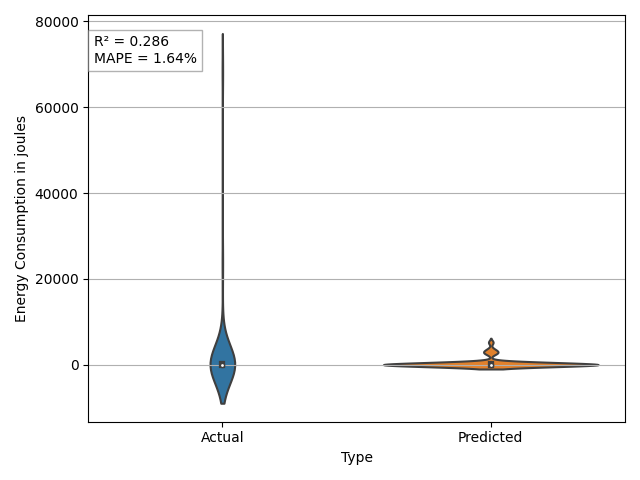 R² = 0.286
MAPE = 1.64%
80000
60000
40000
20000
0
Energy Consumption in joules
Actual
Predicted
Type